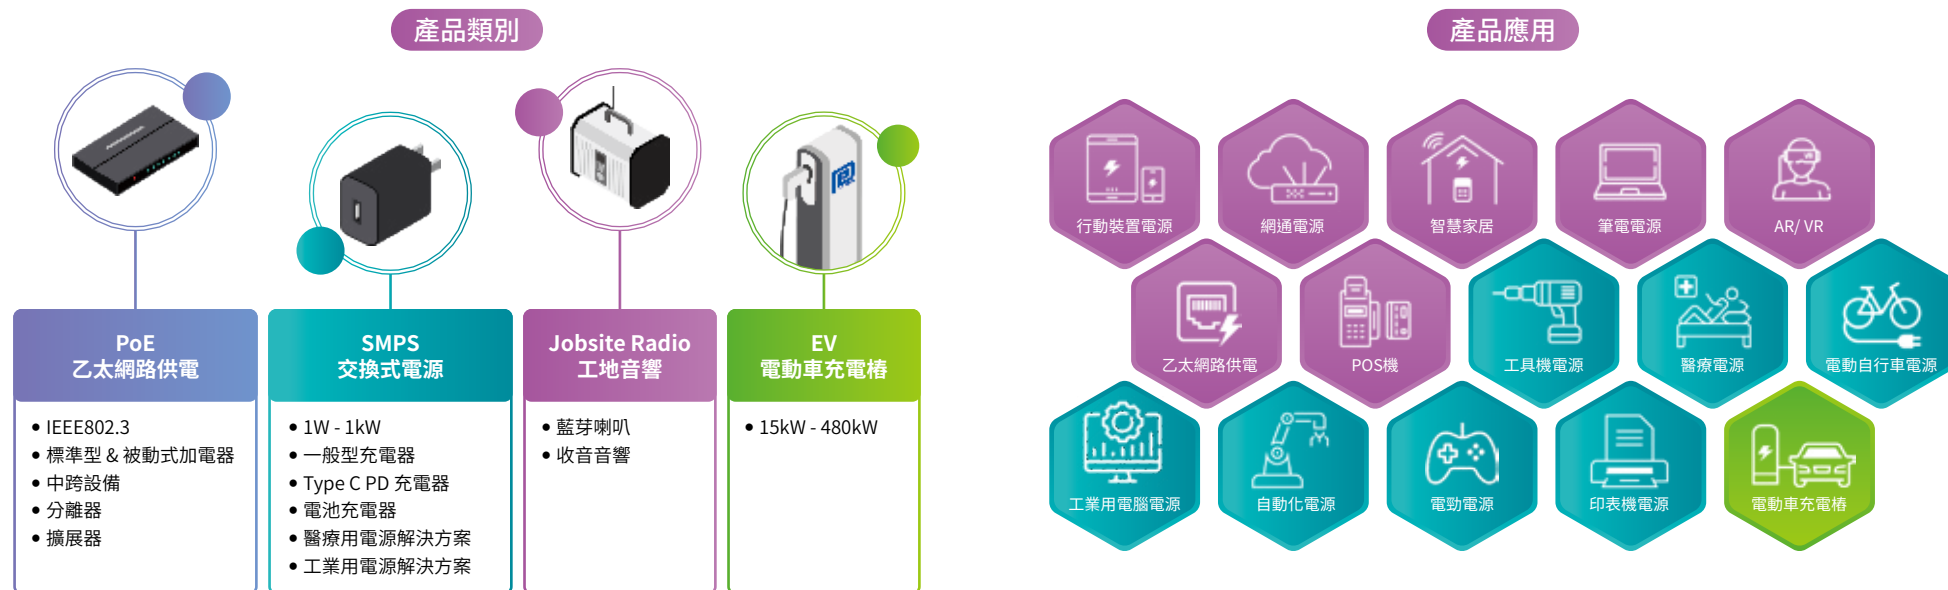 產品類別
PoE
乙太網路供電
IEEE802.3
標準型 & 被動式加電器
中跨設備
分離器
擴展器
SMPS
交換式電源
1W - 1kW
一般型充電器
Type C PD 充電器
電池充電器
醫療用電源解決方案
工業用電源解決方案
Jobsite Radio
工地音響
藍芽喇叭
收音音響
EV
電動車充電樁
15kW - 480kW
產品應用
行動裝置電源
網通電源
智慧家居
筆電電源
AR/ VR
乙太網路供電
POS機
工具機電源
醫療電源
電動自行車電源
工業用電腦電源
自動化電源
電勁電源
印表機電源
電動車充電樁